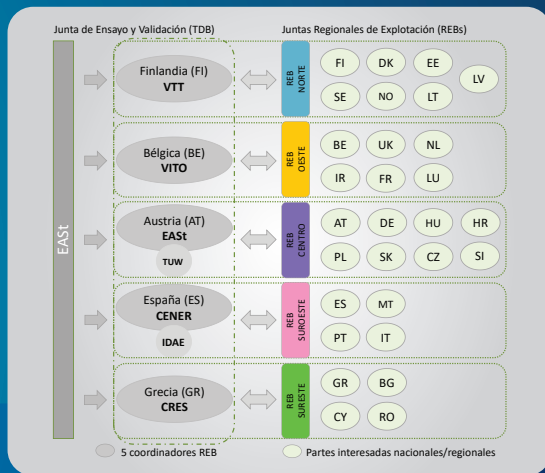 Junta de Ensayo y Validación (TDB)
Juntas Regionales de Explotación (REBs)
EASt
Finlandia (FI)
VTT
REB
NORTE
FI DK EE
LV
SE NO LT
Bélgica (BE)
VITO
REB
OESTE
BE UK NL
IR FR LU
Austria (AT)
EASt
TUW
REB
CENTRO
AT DE HU HR
PL SK CZ SI
España (ES)
CENER
IDAE
REB
SUROESTE
ES MT
PT IT
Grecia (GR)
CRES
REB
SURESTE
GR BG
CY RO
5 coordinadores REB
Partes interesadas nacionales/regionales